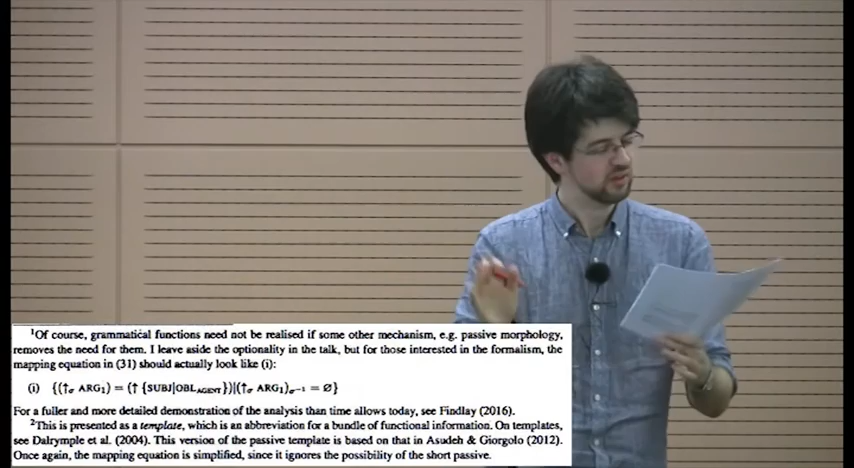 ¹Of course, grammatical functions need not be realised if some other mechanism, e.g. passive morphology,
removes the need for them. I leave aside the optionality in the talk, but for those interested in the formalism, the
mapping equation in (31) should actually look like (i):
(i) {(↑σ ARG₁) = (↑ {SUBJ|OBL_AGENT})|(↑σ ARG₁)σ⁻¹ = Ø}
For a fuller and more detailed demonstration of the analysis than time allows today, see Findlay (2016).
²This is presented as a template, which is an abbreviation for a bundle of functional information. On templates,
see Dalrymple et al. (2004). This version of the passive template is based on that in Asudeh & Giorgolo (2012).
Once again, the mapping equation is simplified, since it ignores the possibility of the short passive.